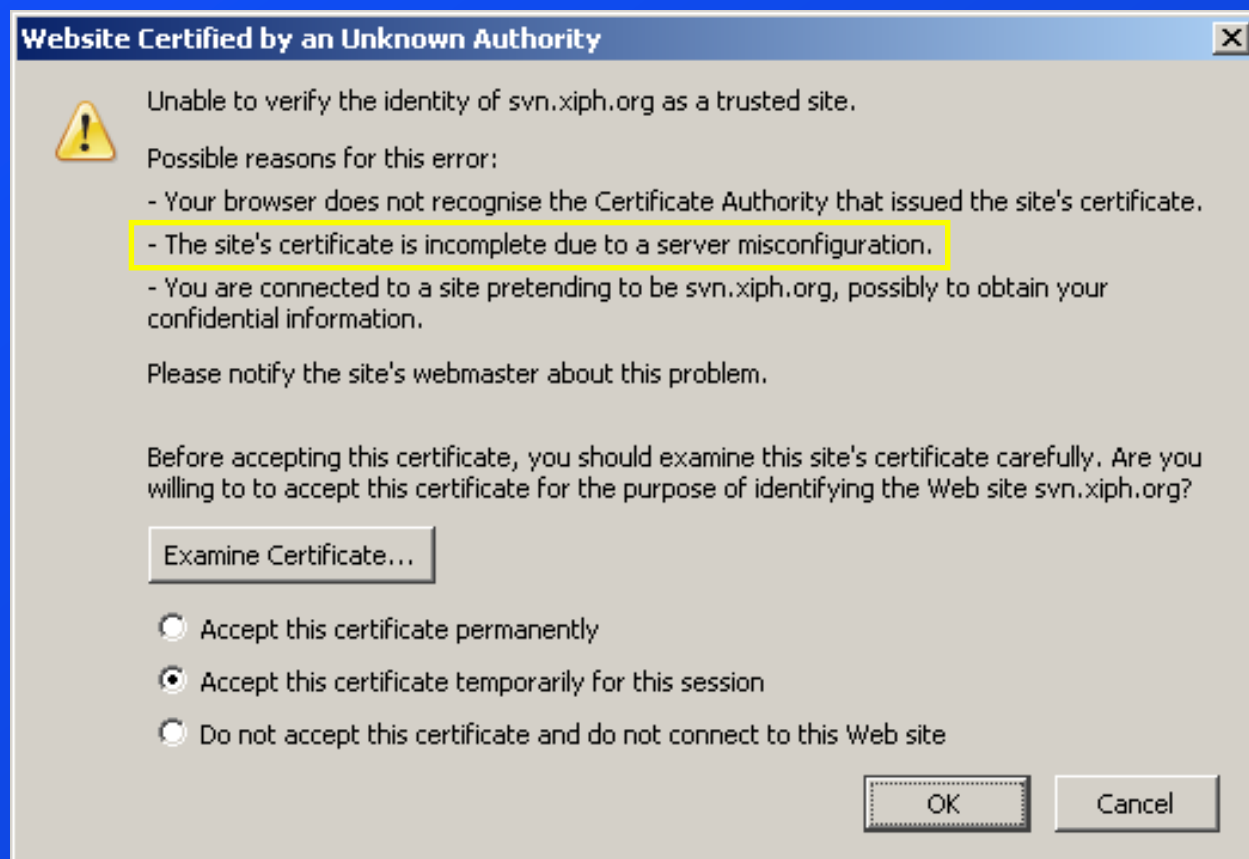 Website Certified by an Unknown Authority
Unable to verify the identity of svn.xiph.org as a trusted site.
Possible reasons for this error:
- Your browser does not recognise the Certificate Authority that issued the site's certificate.
- The site's certificate is incomplete due to a server misconfiguration.
- You are connected to a site pretending to be svn.xiph.org, possibly to obtain your
confidential information.
Please notify the site's webmaster about this problem.
Before accepting this certificate, you should examine this site's certificate carefully. Are you
willing to to accept this certificate for the purpose of identifying the Web site svn.xiph.org?
Examine Certificate...
Accept this certificate permanently
Accept this certificate temporarily for this session
Do not accept this certificate and do not connect to this Web site
OK
Cancel